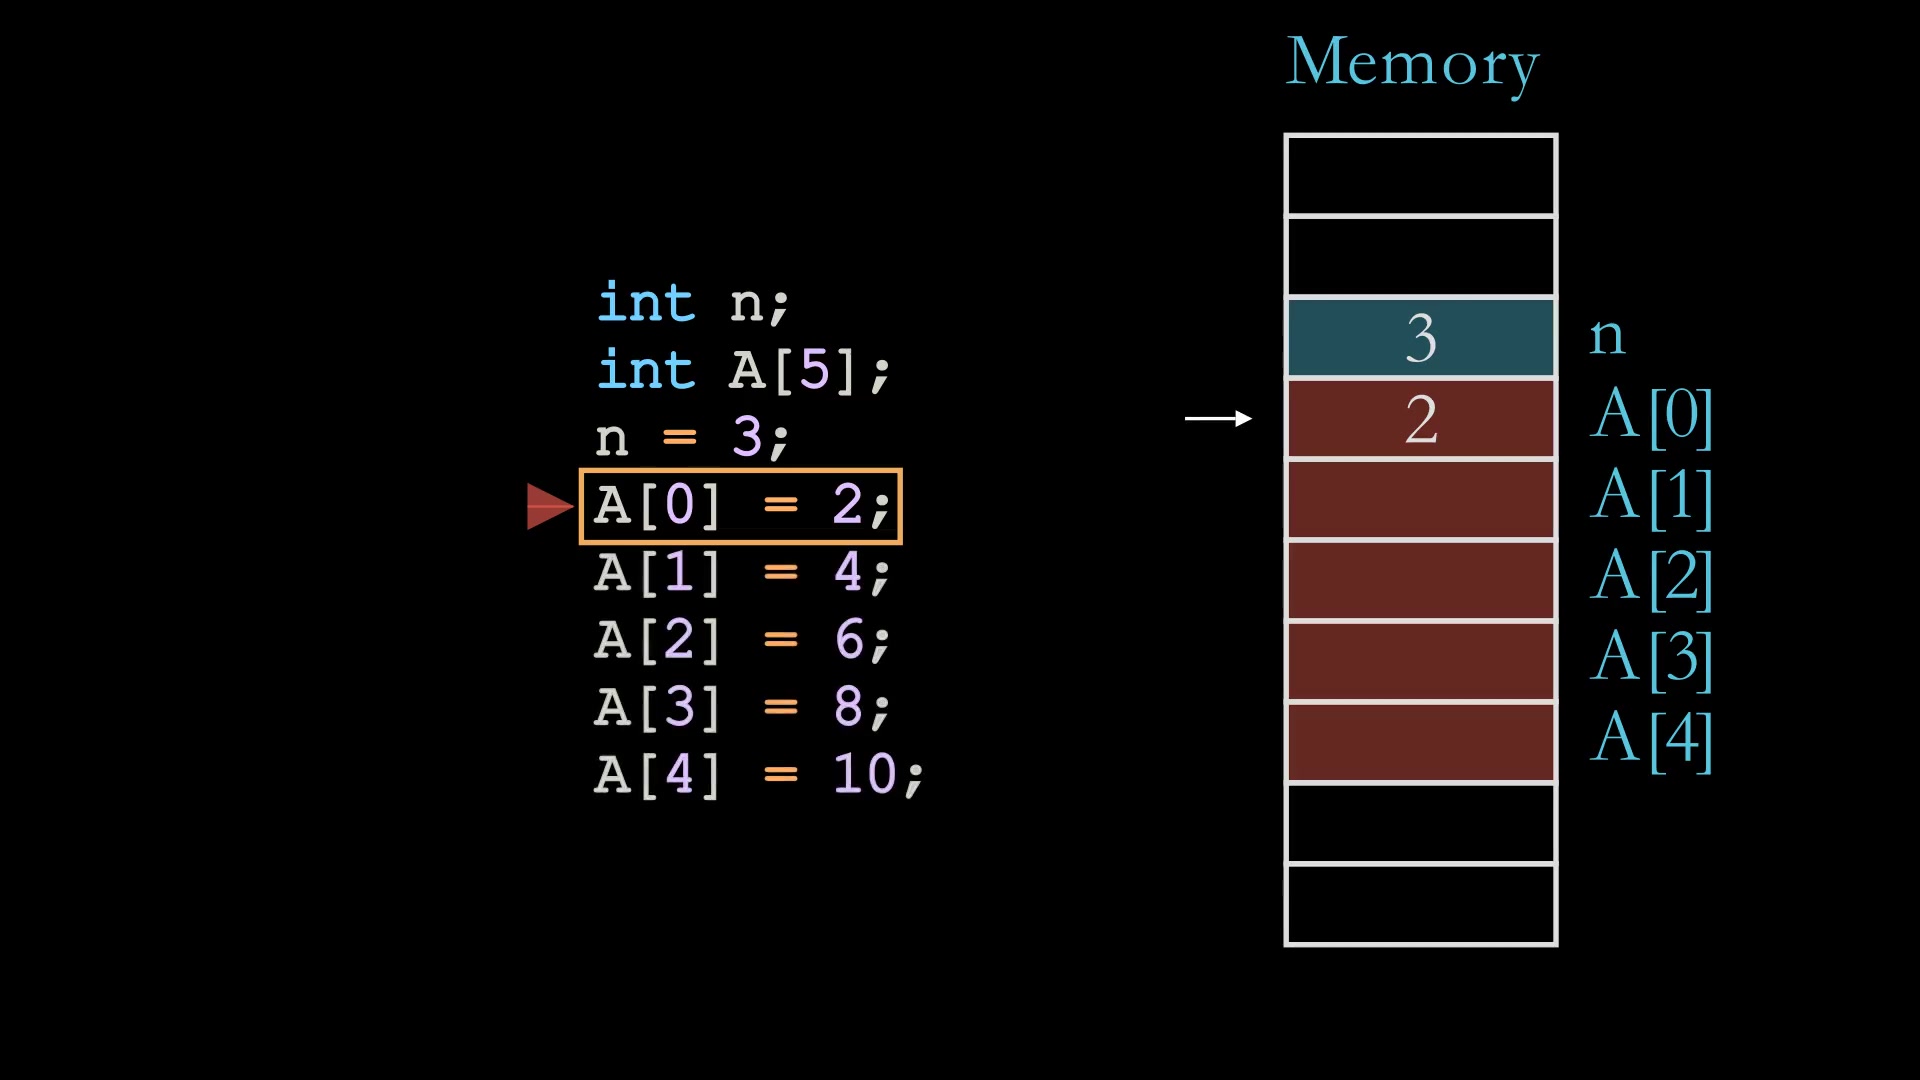 int n;
int A[5];
n = 3;
A[0] = 2;
A[1] = 4;
A[2] = 6;
A[3] = 8;
A[4] = 10;
Memory
3 n
2 A[0]
A[1]
A[2]
A[3]
A[4]